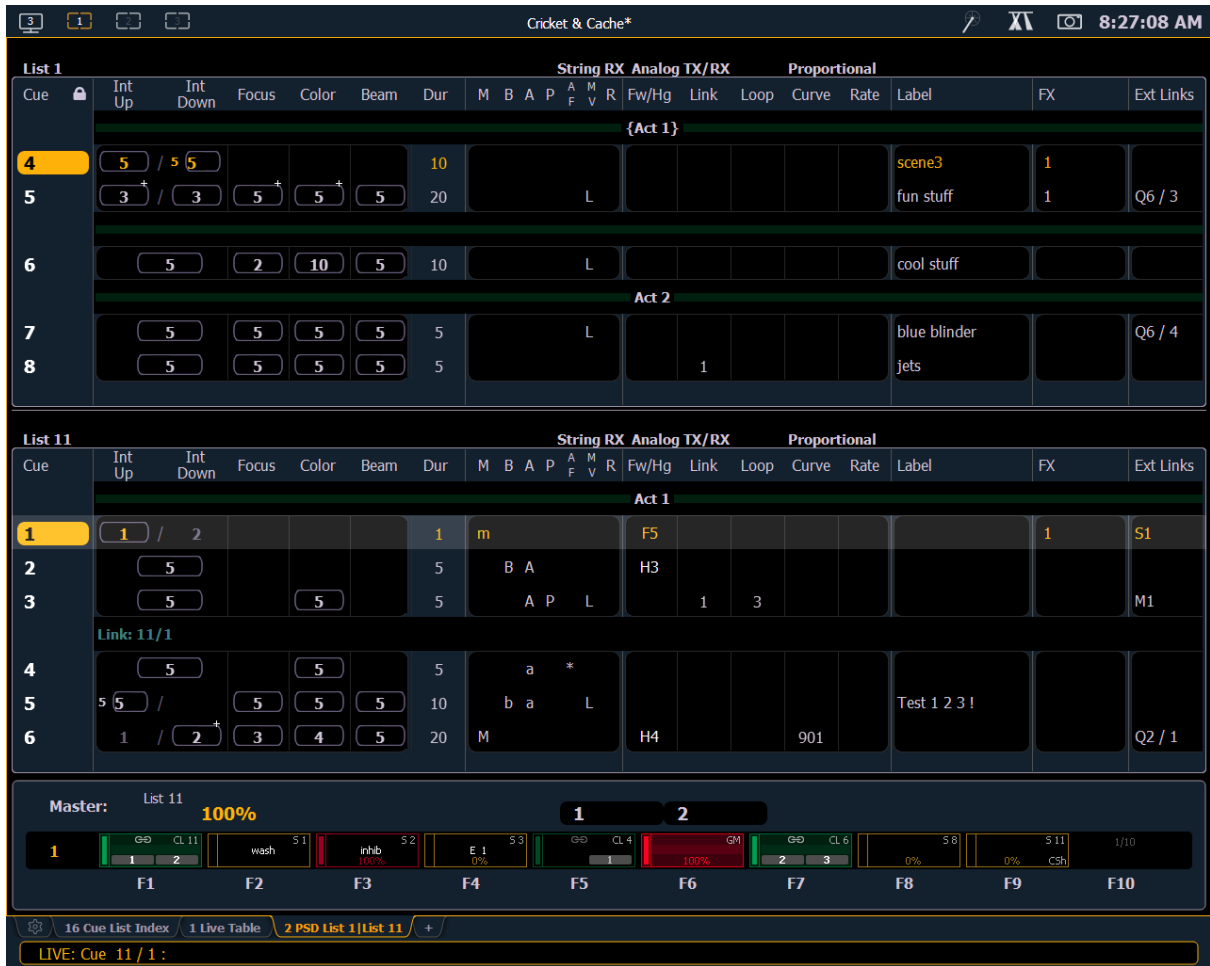 3 1 2 3 Cricket & Cache* 8:27:08 AM
List 1 String RX Analog TX/RX Proportional
Cue Int Up Int Down Focus Color Beam Dur M B A P AF MV R Fw/Hg Link Loop Curve Rate Label FX Ext Links
{Act 1}
4 5 / 5 5 10 scene3 1
5 3 + / 3 5 + 5 + 5 20 L fun stuff 1 Q6 / 3
6 5 2 10 5 10 L cool stuff
Act 2
7 5 5 5 5 5 L blue blinder Q6 / 4
8 5 5 5 5 5 1 jets
List 11 String RX Analog TX/RX Proportional
Cue Int Up Int Down Focus Color Beam Dur M B A P AF MV R Fw/Hg Link Loop Curve Rate Label FX Ext Links
Act 1
1 1 / 2 1 m F5 1 S1
2 5 5 B A H3
3 5 5 5 A P L 1 3 M1
Link: 11/1
4 5 5 5 a *
5 5 5 / 5 5 5 10 b a L Test 1 2 3 !
6 1 / 2 + 3 4 5 20 M H4 901 Q2 / 1
Master: List 11 100% 1 2
CL 11 S 1 S 2 S 3 CL 4 GM CL 6 S 8 S 11 1/10
1 1 2 wash inhib 100% E 1 0% 1 100% 2 3 0% 0% CSh
F1 F2 F3 F4 F5 F6 F7 F8 F9 F10
16 Cue List Index 1 Live Table 2 PSD List 1|List 11 +
LIVE: Cue 11 / 1 :